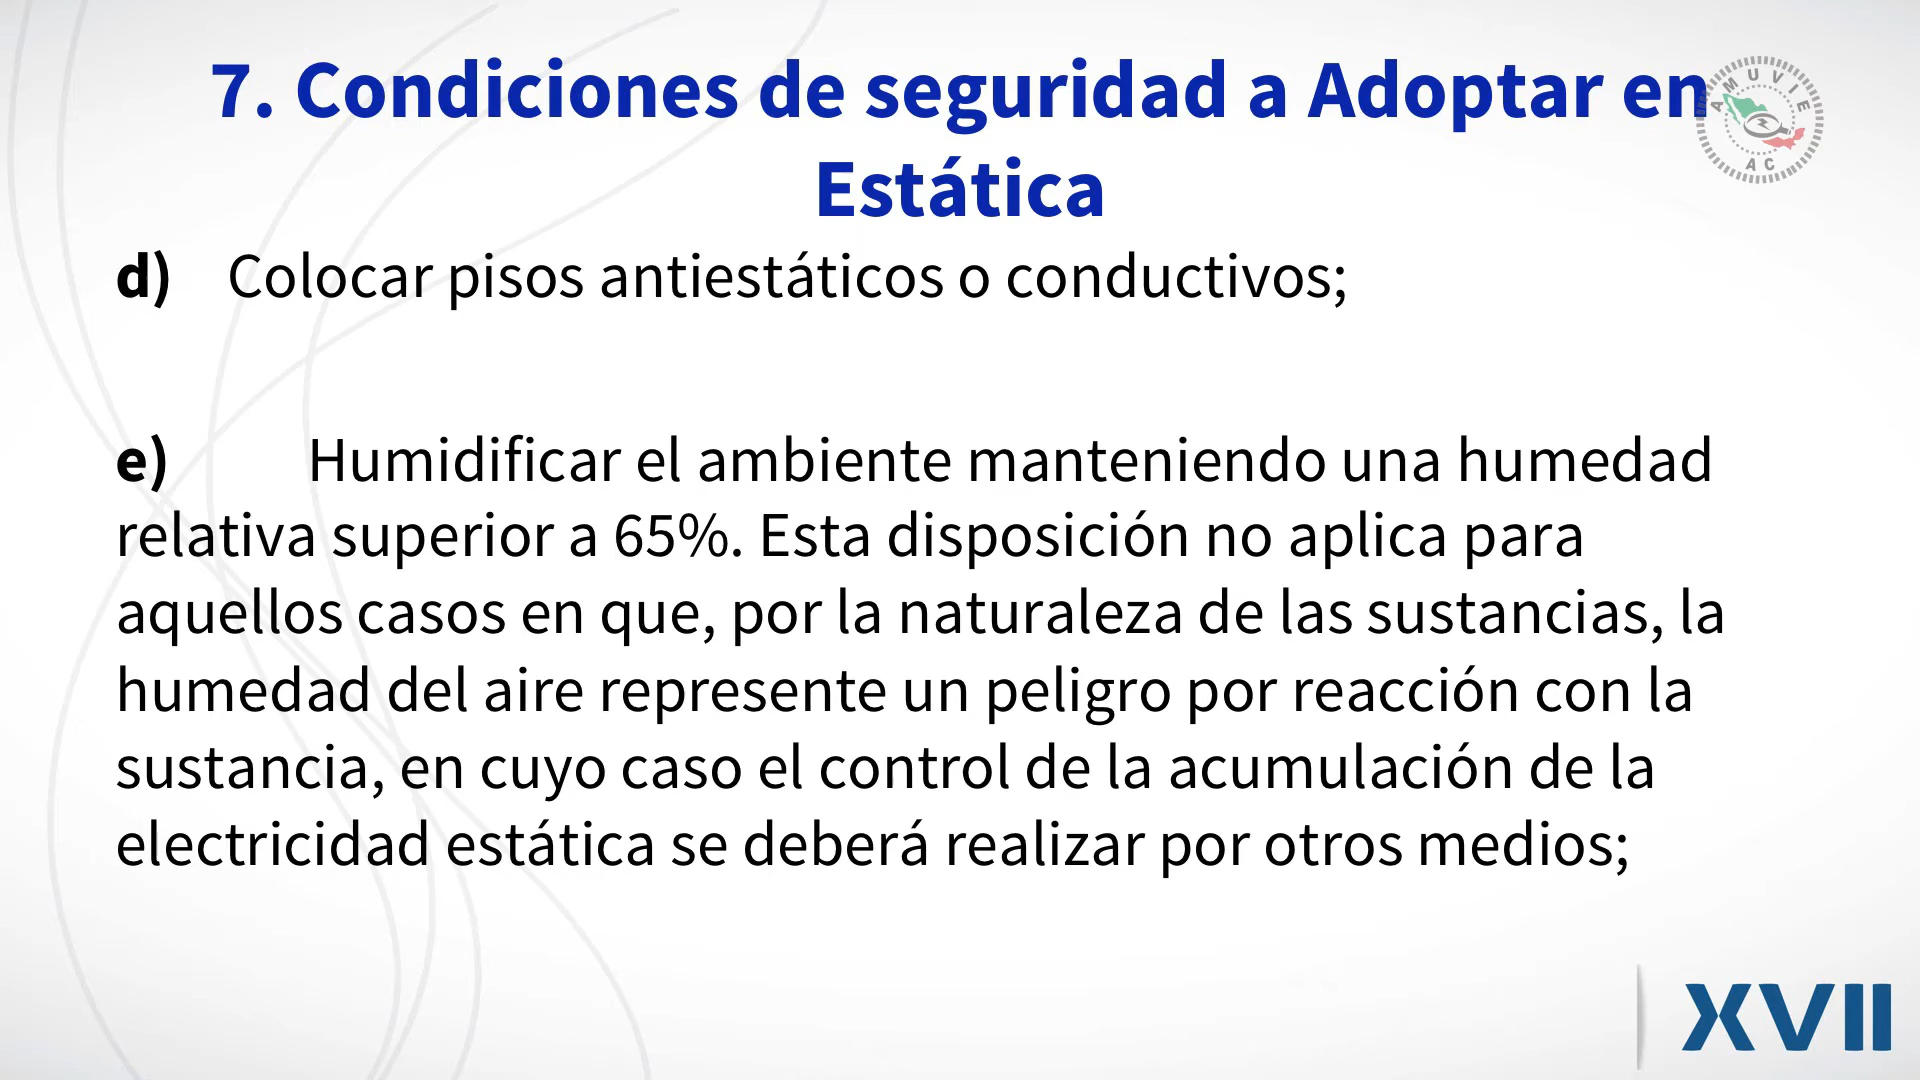 7. Condiciones de seguridad a Adoptar en
Estática
AMUVIE
AC
d) Colocar pisos antiestáticos o conductivos;
e) Humidificar el ambiente manteniendo una humedad
relativa superior a 65%. Esta disposición no aplica para
aquellos casos en que, por la naturaleza de las sustancias, la
humedad del aire represente un peligro por reacción con la
sustancia, en cuyo caso el control de la acumulación de la
electricidad estática se deberá realizar por otros medios;
XVII